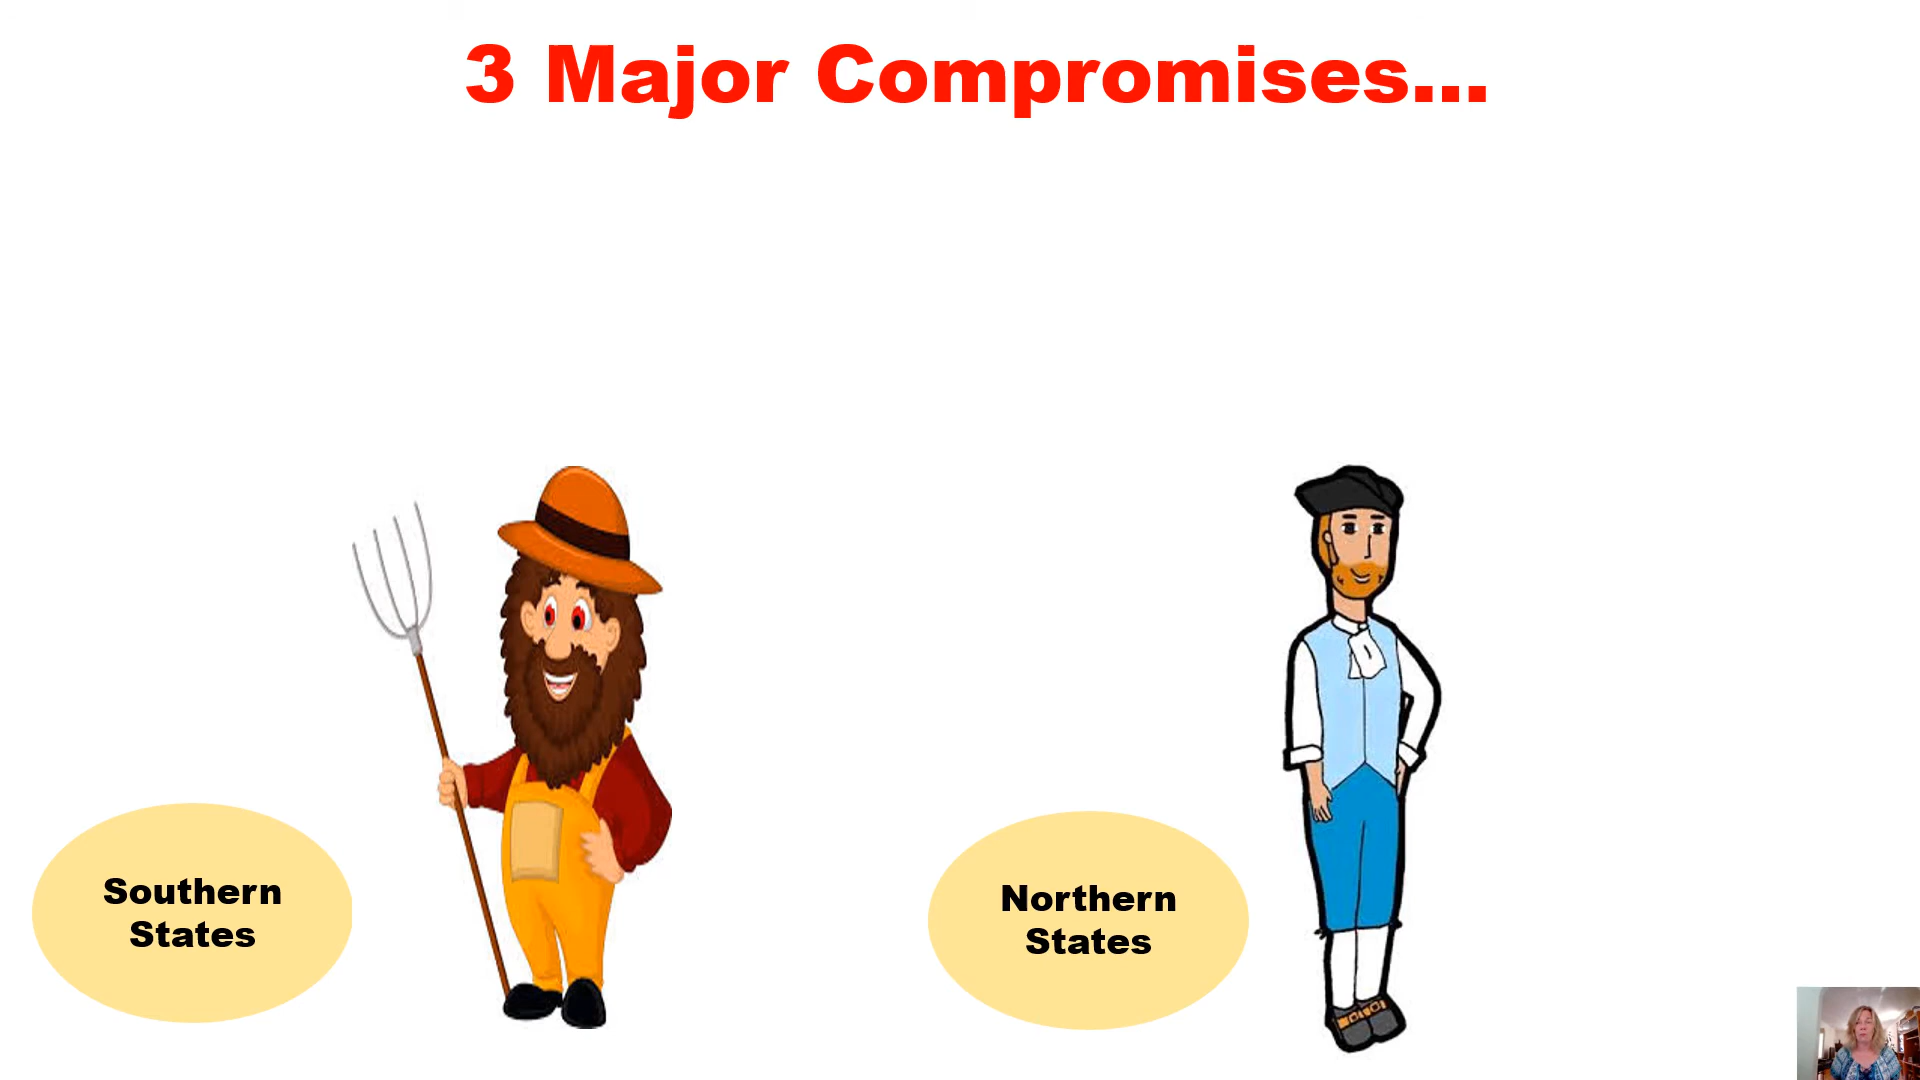 3 Major Compromises...
Southern
States
Northern
States